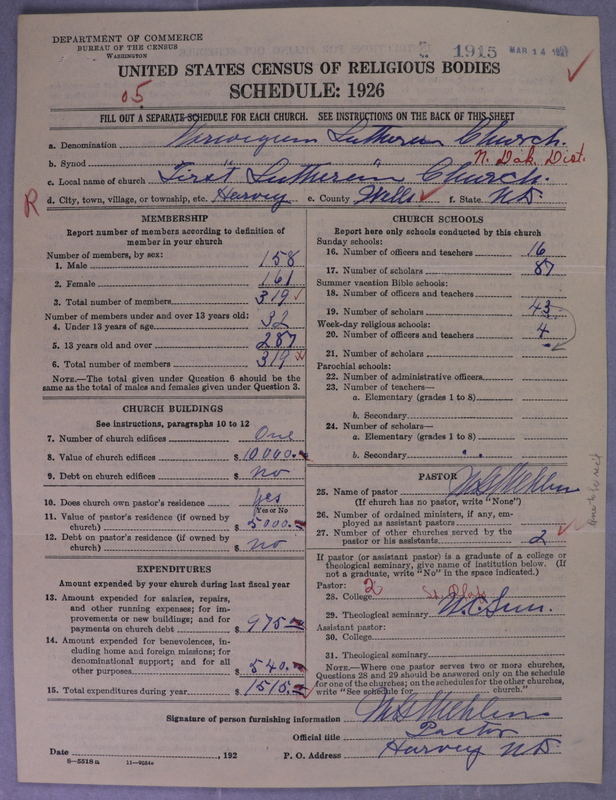 DEPARTMENT OF COMMERCE
BUREAU OF THE CENSUS
WASHINGTON
1915 MAR 14 1927
UNITED STATES CENSUS OF RELIGIOUS BODIES
SCHEDULE: 1926
05
FILL OUT A SEPARATE SCHEDULE FOR EACH CHURCH. SEE INSTRUCTIONS ON THE BACK OF THIS SHEET
a. Denomination Norwegian Lutheran Church.
b. Synod N. Dak. Dist.
c. Local name of church "First Lutheran" Church.
R d. City, town, village, or township, etc. Harvey e. County Wells f. State N.D.
MEMBERSHIP
Report number of members according to definition of
member in your church
Number of members, by sex:
1. Male 158
2. Female 161
3. Total number of members 319
Number of members under and over 13 years old:
4. Under 13 years of age 32
5. 13 years old and over 287
6. Total number of members 319
NOTE.—The total given under Question 6 should be the
same as the total of males and females given under Question 3.
CHURCH BUILDINGS
See instructions, paragraphs 10 to 12
7. Number of church edifices One
8. Value of church edifices $ 10000.
9. Debt on church edifices $ No
10. Does church own pastor's residence yes
Yes or No
11. Value of pastor's residence (if owned by
church) $ 5000.
12. Debt on pastor's residence (if owned by
church) $ No
EXPENDITURES
Amount expended by your church during last fiscal year
13. Amount expended for salaries, repairs,
and other running expenses; for im-
provements or new buildings; and for
payments on church debt $ 975.
14. Amount expended for benevolences, in-
cluding home and foreign missions; for
denominational support; and for all
other purposes $ 540.
15. Total expenditures during year $ 1515.
CHURCH SCHOOLS
Report here only schools conducted by this church
Sunday schools:
16. Number of officers and teachers 16
17. Number of scholars 87
Summer vacation Bible schools:
18. Number of officers and teachers
19. Number of scholars 43
Week-day religious schools:
20. Number of officers and teachers 4
21. Number of scholars
Parochial schools:
22. Number of administrative officers
23. Number of teachers—
a. Elementary (grades 1 to 8)
b. Secondary
24. Number of scholars—
a. Elementary (grades 1 to 8)
b. Secondary
PASTOR
25. Name of pastor
(If church has no pastor, write "None")
26. Number of ordained ministers, if any, em-
ployed as assistant pastors
27. Number of other churches served by the
pastor or his assistants 2
If pastor (or assistant pastor) is a graduate of a college or
theological seminary, give name of institution below. (If
not a graduate, write "No" in the space indicated.)
Pastor: 2
28. College St. Olaf
29. Theological seminary
Assistant pastor:
30. College
31. Theological seminary
NOTE.—Where one pastor serves two or more churches,
Questions 28 and 29 should be answered only on the schedule
for one of the churches; on the schedules for the other churches,
write "See schedule for church."
Signature of person furnishing information
Official title Pastor
Date , 192 P. O. Address Harvey N.D.